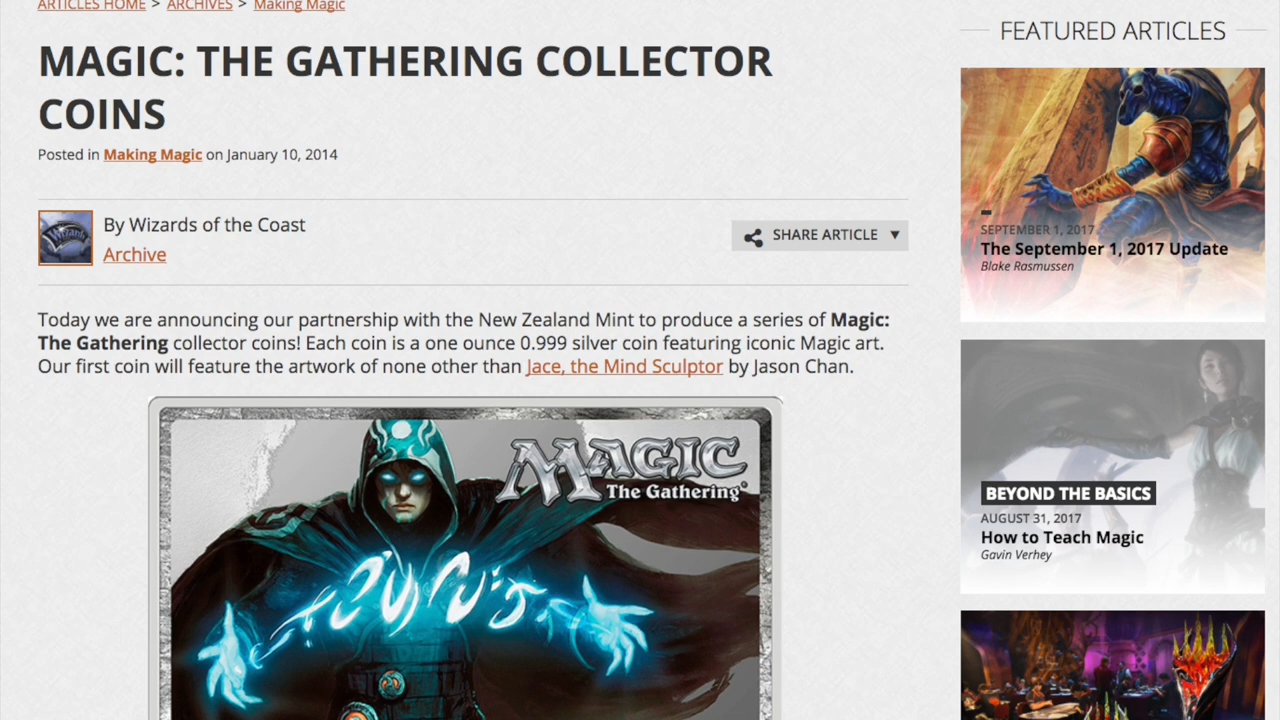 ARTICLES HOME > ARCHIVES > Making Magic
MAGIC: THE GATHERING COLLECTOR
COINS
Posted in Making Magic on January 10, 2014
By Wizards of the Coast
Archive
SHARE ARTICLE
Today we are announcing our partnership with the New Zealand Mint to produce a series of Magic:
The Gathering collector coins! Each coin is a one ounce 0.999 silver coin featuring iconic Magic art.
Our first coin will feature the artwork of none other than Jace, the Mind Sculptor by Jason Chan.
MAGIC
The Gathering®
FEATURED ARTICLES
SEPTEMBER 1, 2017
The September 1, 2017 Update
Blake Rasmussen
BEYOND THE BASICS
AUGUST 31, 2017
How to Teach Magic
Gavin Verhey